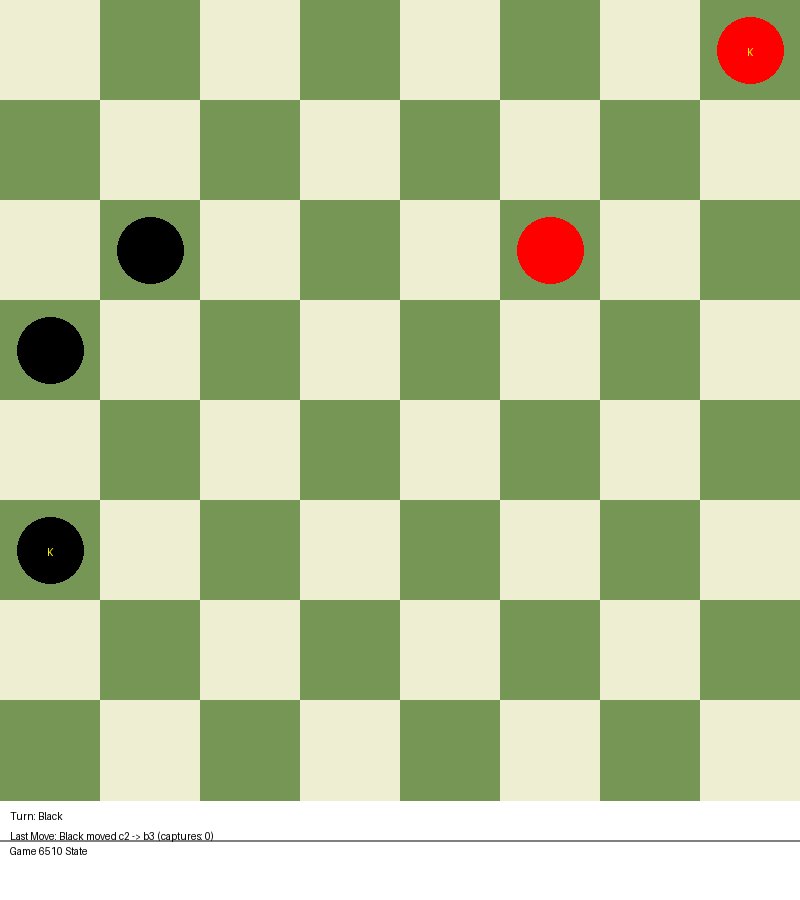 K
K
Turn: Black
Last Move: Black moved c2 -> b3 (captures: 0)
Game 6510 State